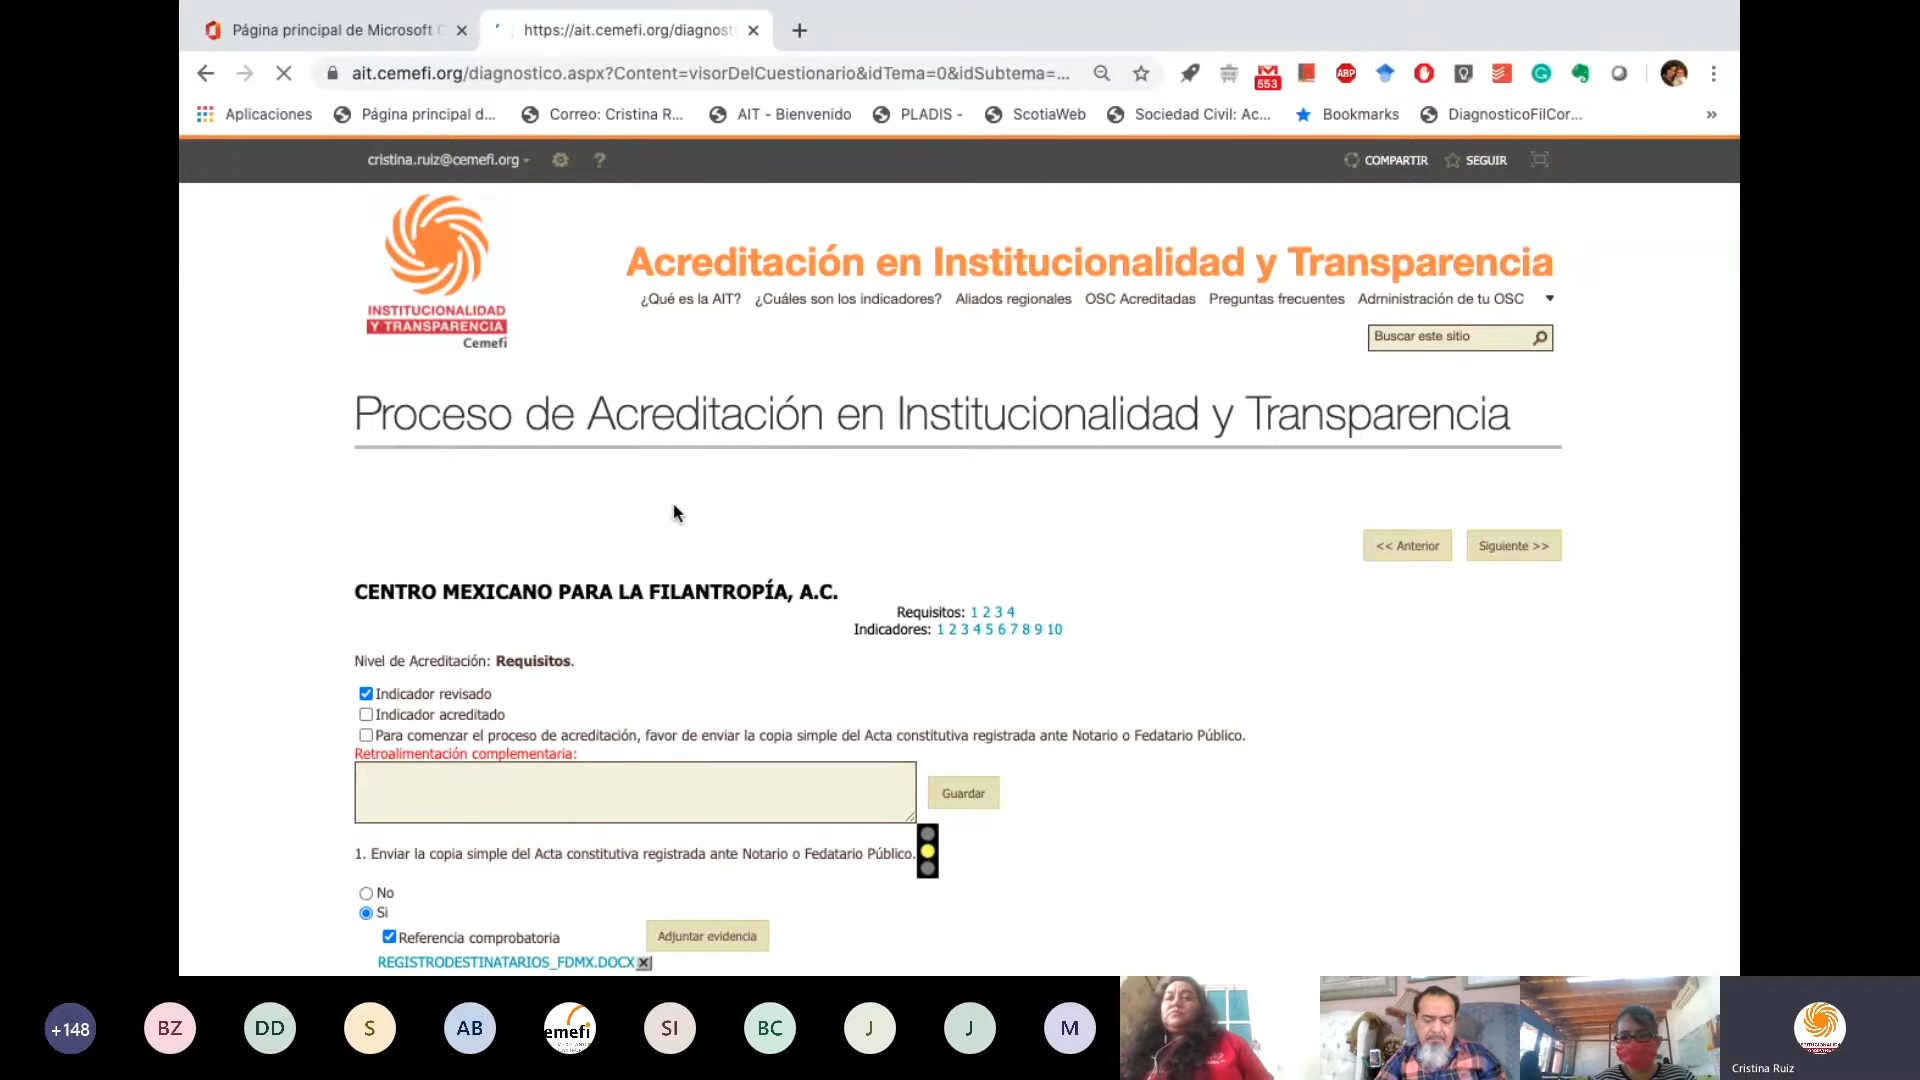 Página principal de Microsoft
https://ait.cemefi.org/diagnost
ait.cemefi.org/diagnostico.aspx?Content=visorDelCuestionario&idTema=0&idSubtema=...
553
ABP
Aplicaciones
Página principal d...
Correo: Cristina R...
AIT - Bienvenido
PLADIS -
ScotiaWeb
Sociedad Civil: Ac...
Bookmarks
DiagnosticoFilCor...
»
cristina.ruiz@cemefi.org
?
COMPARTIR
SEGUIR
INSTITUCIONALIDAD
Y TRANSPARENCIA
Cemefi
Acreditación en Institucionalidad y Transparencia
¿Qué es la AIT? ¿Cuáles son los indicadores? Aliados regionales OSC Acreditadas Preguntas frecuentes Administración de tu OSC
Buscar este sitio
Proceso de Acreditación en Institucionalidad y Transparencia
<< Anterior
Siguiente >>
CENTRO MEXICANO PARA LA FILANTROPÍA, A.C.
Requisitos: 1 2 3 4
Indicadores: 1 2 3 4 5 6 7 8 9 10
Nivel de Acreditación: Requisitos.
Indicador revisado
Indicador acreditado
Para comenzar el proceso de acreditación, favor de enviar la copia simple del Acta constitutiva registrada ante Notario o Fedatario Público.
Retroalimentación complementaria:
Guardar
1. Enviar la copia simple del Acta constitutiva registrada ante Notario o Fedatario Público.
No
Si
Referencia comprobatoria
Adjuntar evidencia
REGISTRODESTINATARIOS_FDMX.DOCX
+148
BZ
DD
S
AB
emefi
SI
BC
J
J
M
Cristina Ruiz